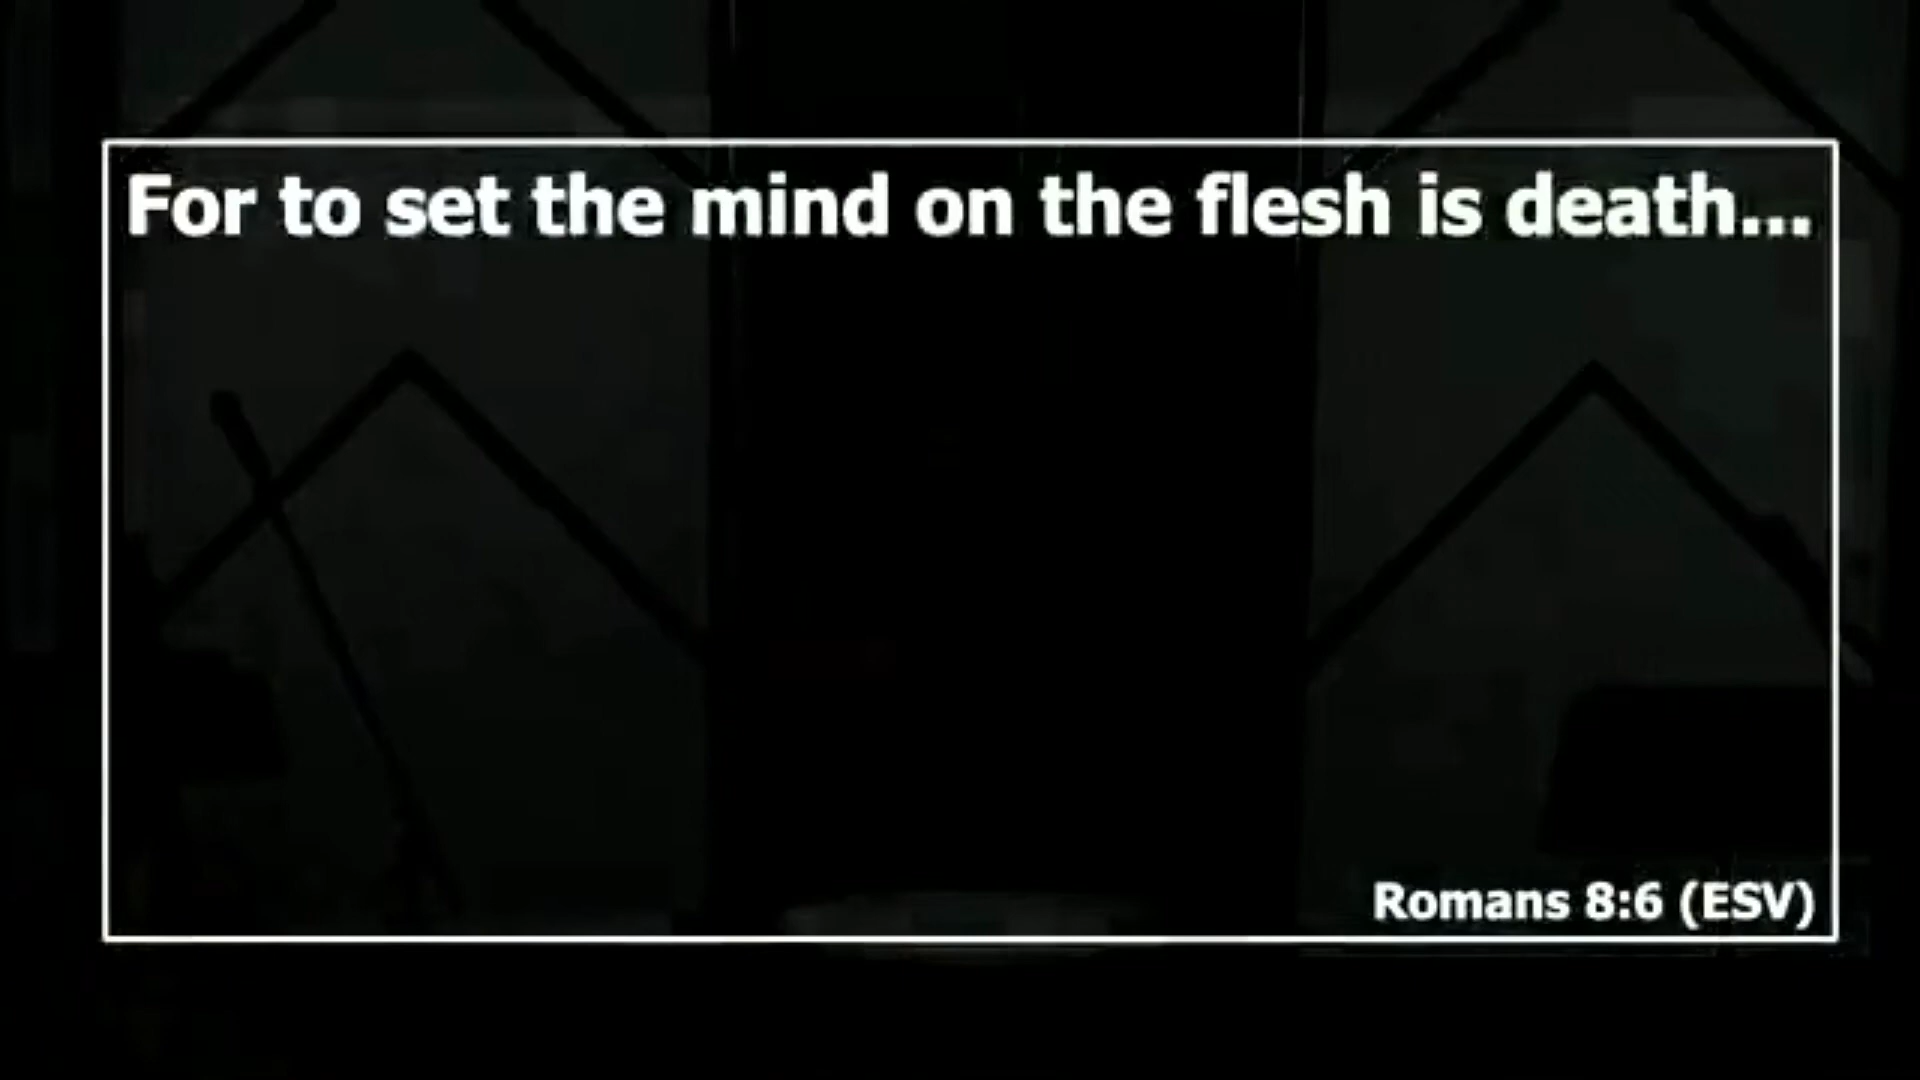 For to set the mind on the flesh is death...
Romans 8:6 (ESV)